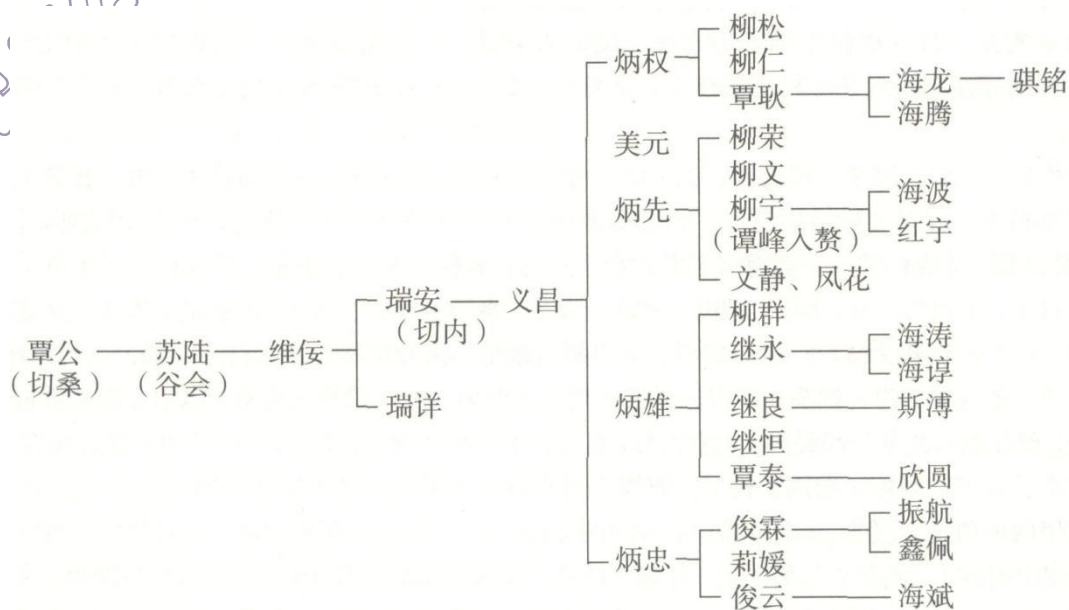 柳松
炳权 柳仁
覃耿 海龙 骐铭
海腾
美元 柳荣
柳文
炳先 柳宁 海波
(谭峰入赘) 红宇
文静、凤花
瑞安 义昌 柳群
(切内) 继永 海涛
覃公 苏陆 维佞 海谆
(切桑) (谷会)
瑞详 炳雄 继良 斯溥
继恒
覃泰 欣圆
俊霖 振航
炳忠 莉媛 鑫佩
俊云 海斌